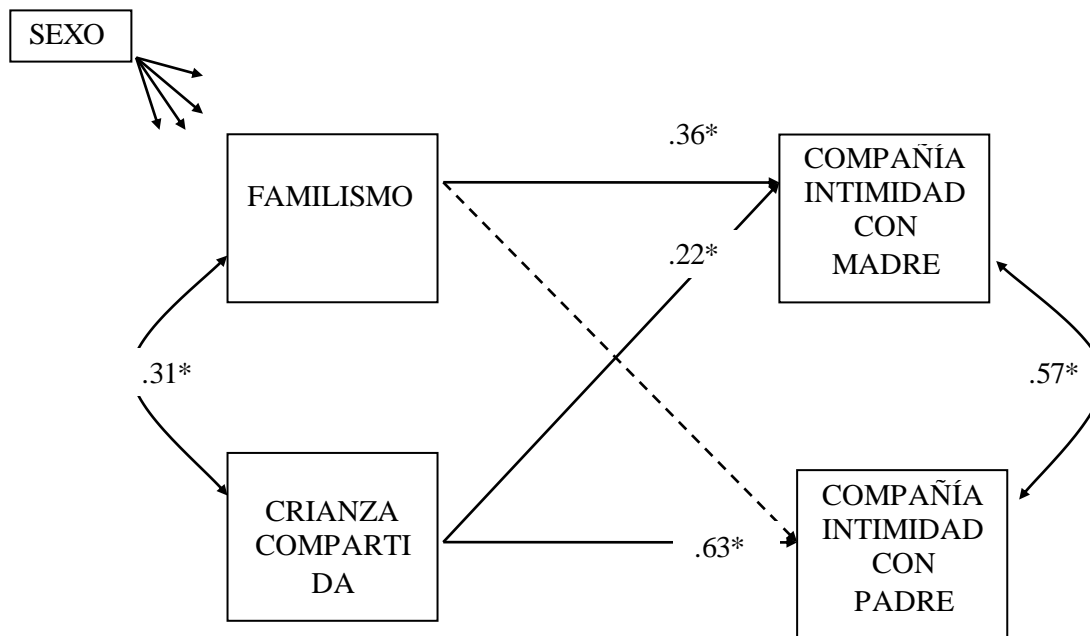 SEXO
.36*
FAMILISMO
COMPAÑÍA
INTIMIDAD
CON
MADRE
.22*
.31*
.57*
CRIANZA
COMPARTI
DA
.63*
COMPAÑÍA
INTIMIDAD
CON
PADRE